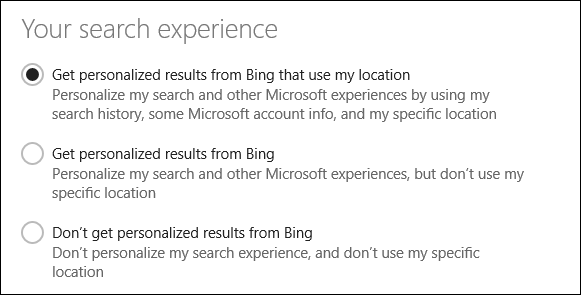 Your search experience
Get personalized results from Bing that use my location
Personalize my search and other Microsoft experiences by using my
search history, some Microsoft account info, and my specific location
Get personalized results from Bing
Personalize my search and other Microsoft experiences, but don't use my
specific location
Don't get personalized results from Bing
Don't personalize my search experience, and don't use my specific
location